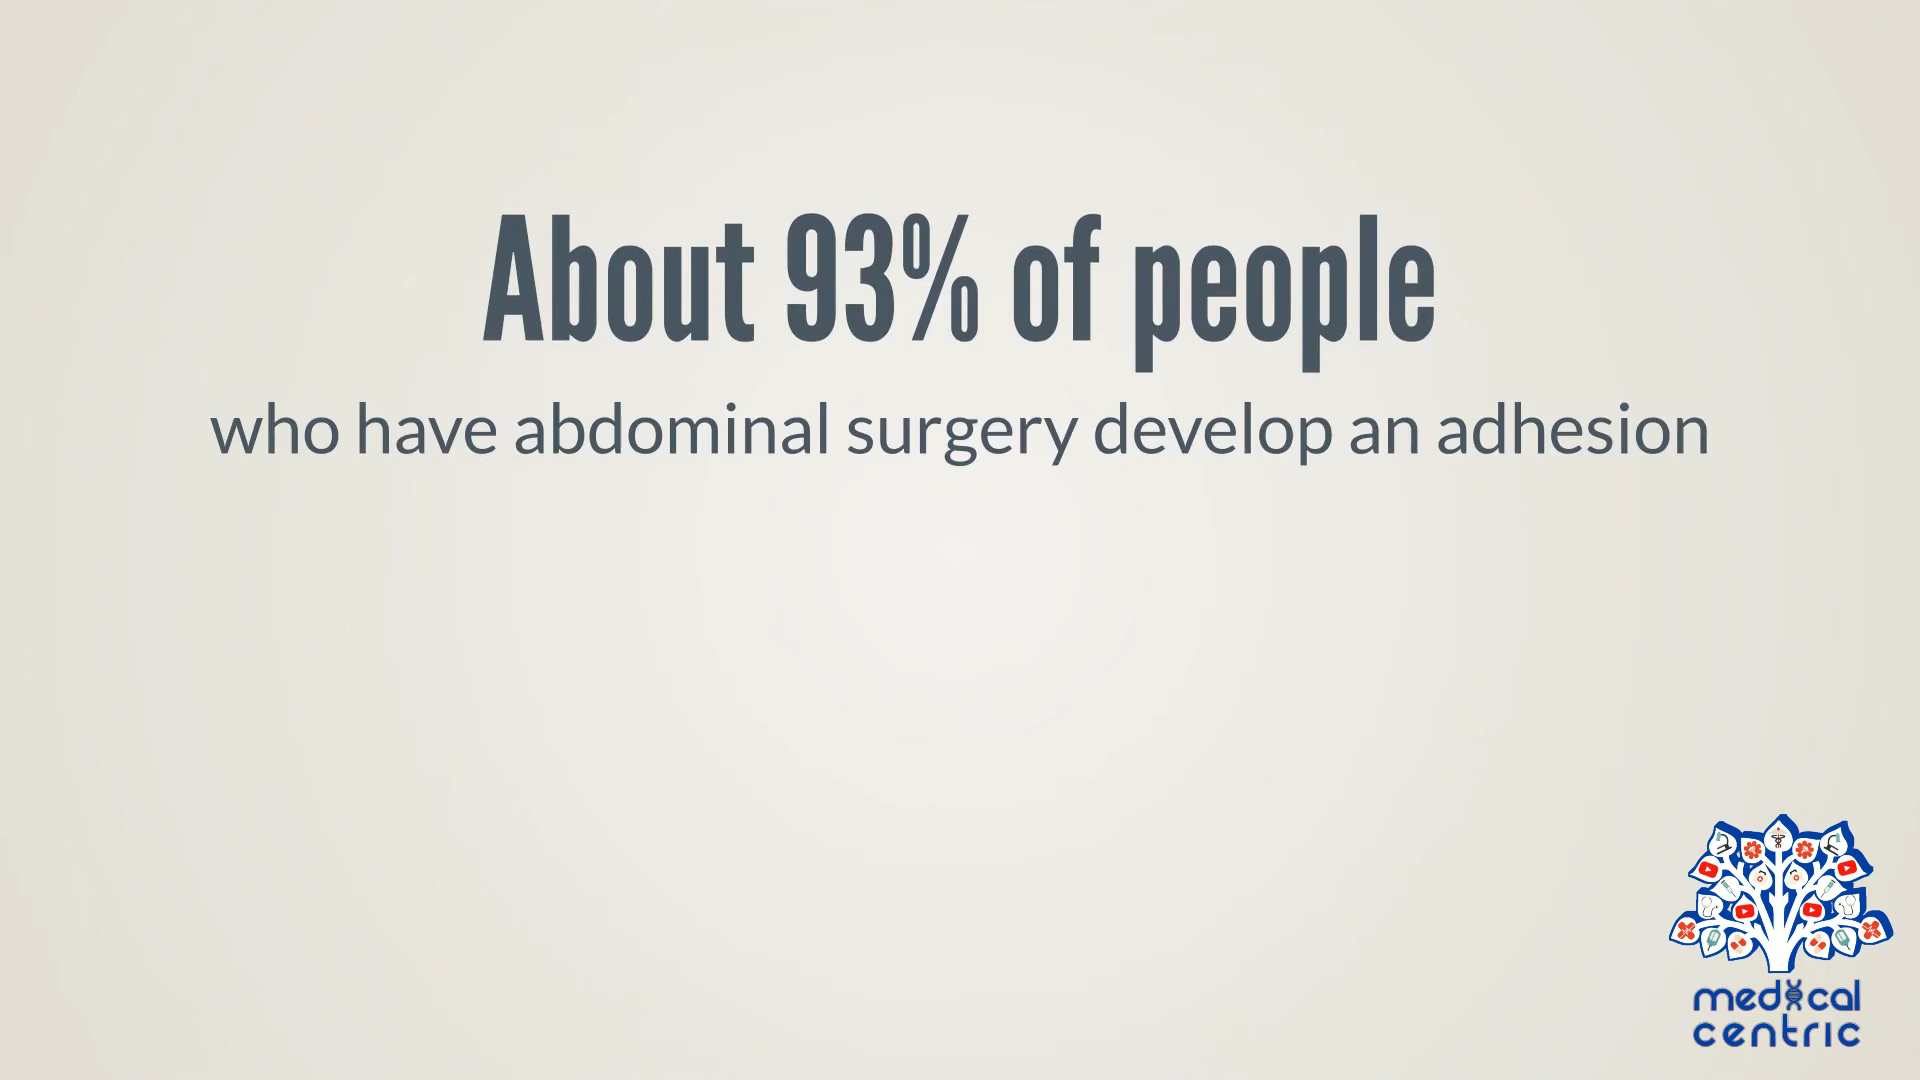 About 93% of people
who have abdominal surgery develop an adhesion
medical
centric